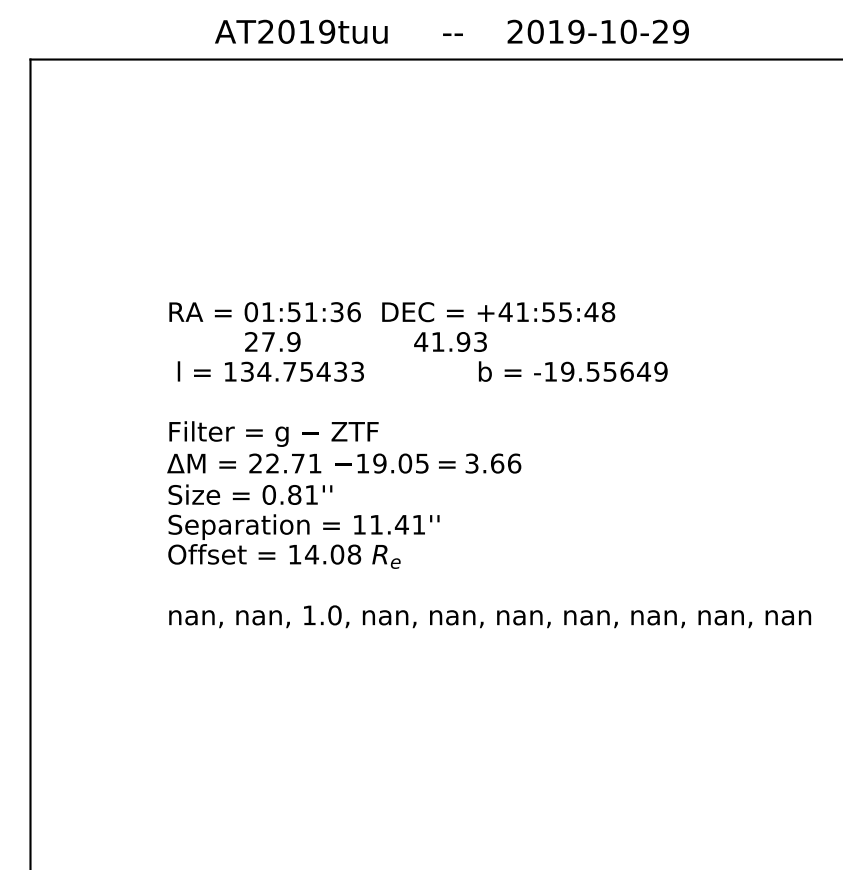 AT2019tuu -- 2019-10-29
RA = 01:51:36 DEC = +41:55:48
27.9 41.93
l = 134.75433 b = -19.55649
Filter = g − ZTF
ΔM = 22.71 −19.05 = 3.66
Size = 0.81''
Separation = 11.41''
Offset = 14.08 Re
nan, nan, 1.0, nan, nan, nan, nan, nan, nan, nan